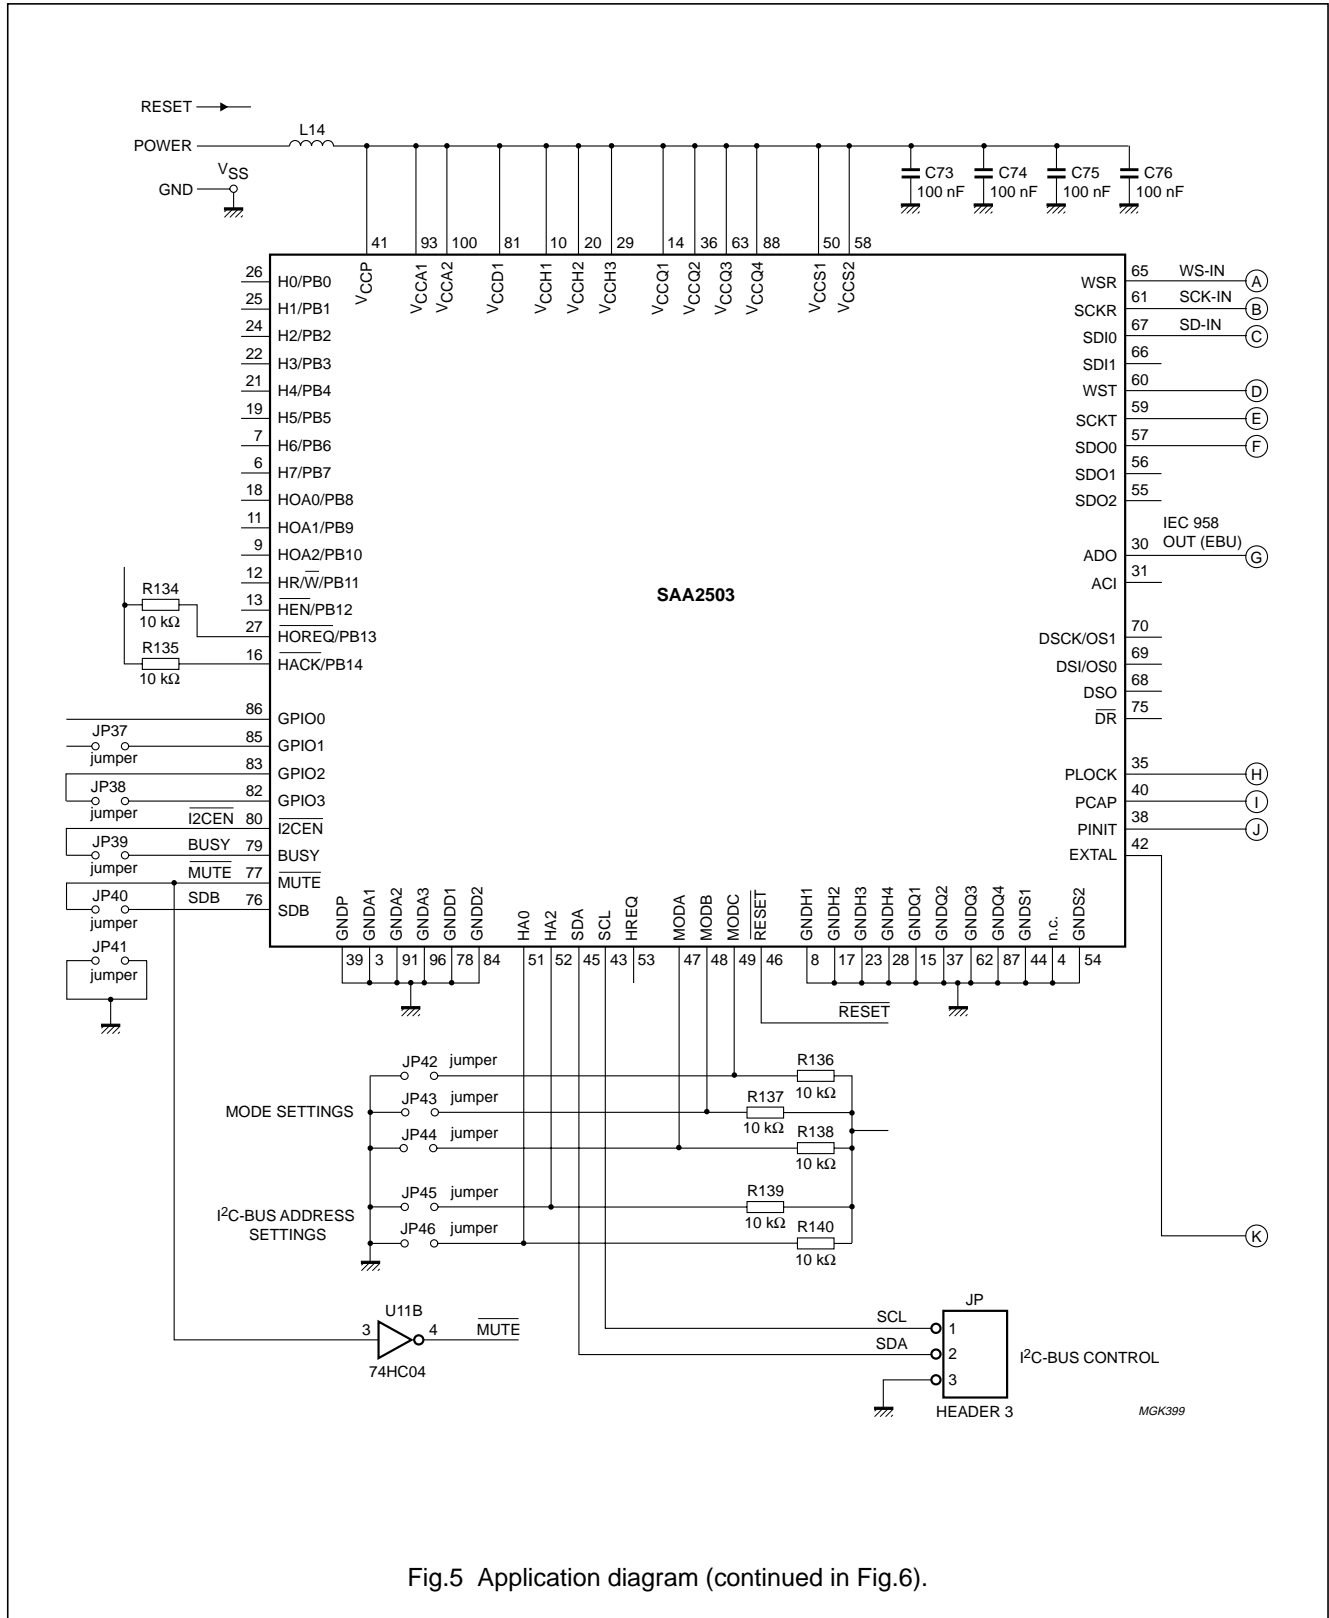 RESET
POWER
L14
VSS
GND
C73
100 nF
C74
100 nF
C75
100 nF
C76
100 nF
41 93 100 81 10 20 29 14 36 63 88 50 58
VCCP VCCA1 VCCA2 VCCD1 VCCH1 VCCH2 VCCH3 VCCQ1 VCCQ2 VCCQ3 VCCQ4 VCCS1 VCCS2
26 H0/PB0
25 H1/PB1
24 H2/PB2
22 H3/PB3
21 H4/PB4
19 H5/PB5
7 H6/PB6
6 H7/PB7
18 HOA0/PB8
11 HOA1/PB9
9 HOA2/PB10
12 HR/W̅/PB11
13 H̅E̅N̅/PB12
27 H̅O̅R̅E̅Q̅/PB13
16 H̅A̅C̅K̅/PB14
R134
10 kΩ
R135
10 kΩ
86 GPIO0
JP37
jumper
85 GPIO1
83 GPIO2
JP38
jumper
82 GPIO3
I̅2̅C̅E̅N̅ 80 I̅2̅C̅E̅N̅
JP39
jumper
BUSY 79 BUSY
M̅U̅T̅E̅ 77 M̅U̅T̅E̅
JP40
jumper
SDB 76 SDB
JP41
jumper
SAA2503
WSR 65 WS-IN A
SCKR 61 SCK-IN B
SDI0 67 SD-IN C
SDI1 66
WST 60 D
SCKT 59 E
SDO0 57 F
SDO1 56
SDO2 55
IEC 958
OUT (EBU)
ADO 30 G
ACI 31
DSCK/OS1 70
DSI/OS0 69
DSO 68
D̅R̅ 75
PLOCK 35 H
PCAP 40 I
PINIT 38 J
EXTAL 42
K
GNDP GNDA1 GNDA2 GNDA3 GNDD1 GNDD2 HA0 HA2 SDA SCL HREQ MODA MODB MODC R̅E̅S̅E̅T̅ GNDH1 GNDH2 GNDH3 GNDH4 GNDQ1 GNDQ2 GNDQ3 GNDQ4 GNDS1 n.c. GNDS2
39 3 91 96 78 84 51 52 45 43 53 47 48 49 46 8 17 23 28 15 37 62 87 44 4 54
R̅E̅S̅E̅T̅
MODE SETTINGS
JP42 jumper
R136
10 kΩ
JP43 jumper
R137
10 kΩ
JP44 jumper
R138
10 kΩ
I²C-BUS ADDRESS
SETTINGS
JP45 jumper
R139
10 kΩ
JP46 jumper
R140
10 kΩ
U11B
3 4 M̅U̅T̅E̅
74HC04
JP
SCL 1
SDA 2
3
I²C-BUS CONTROL
HEADER 3
MGK399
Fig.5 Application diagram (continued in Fig.6).